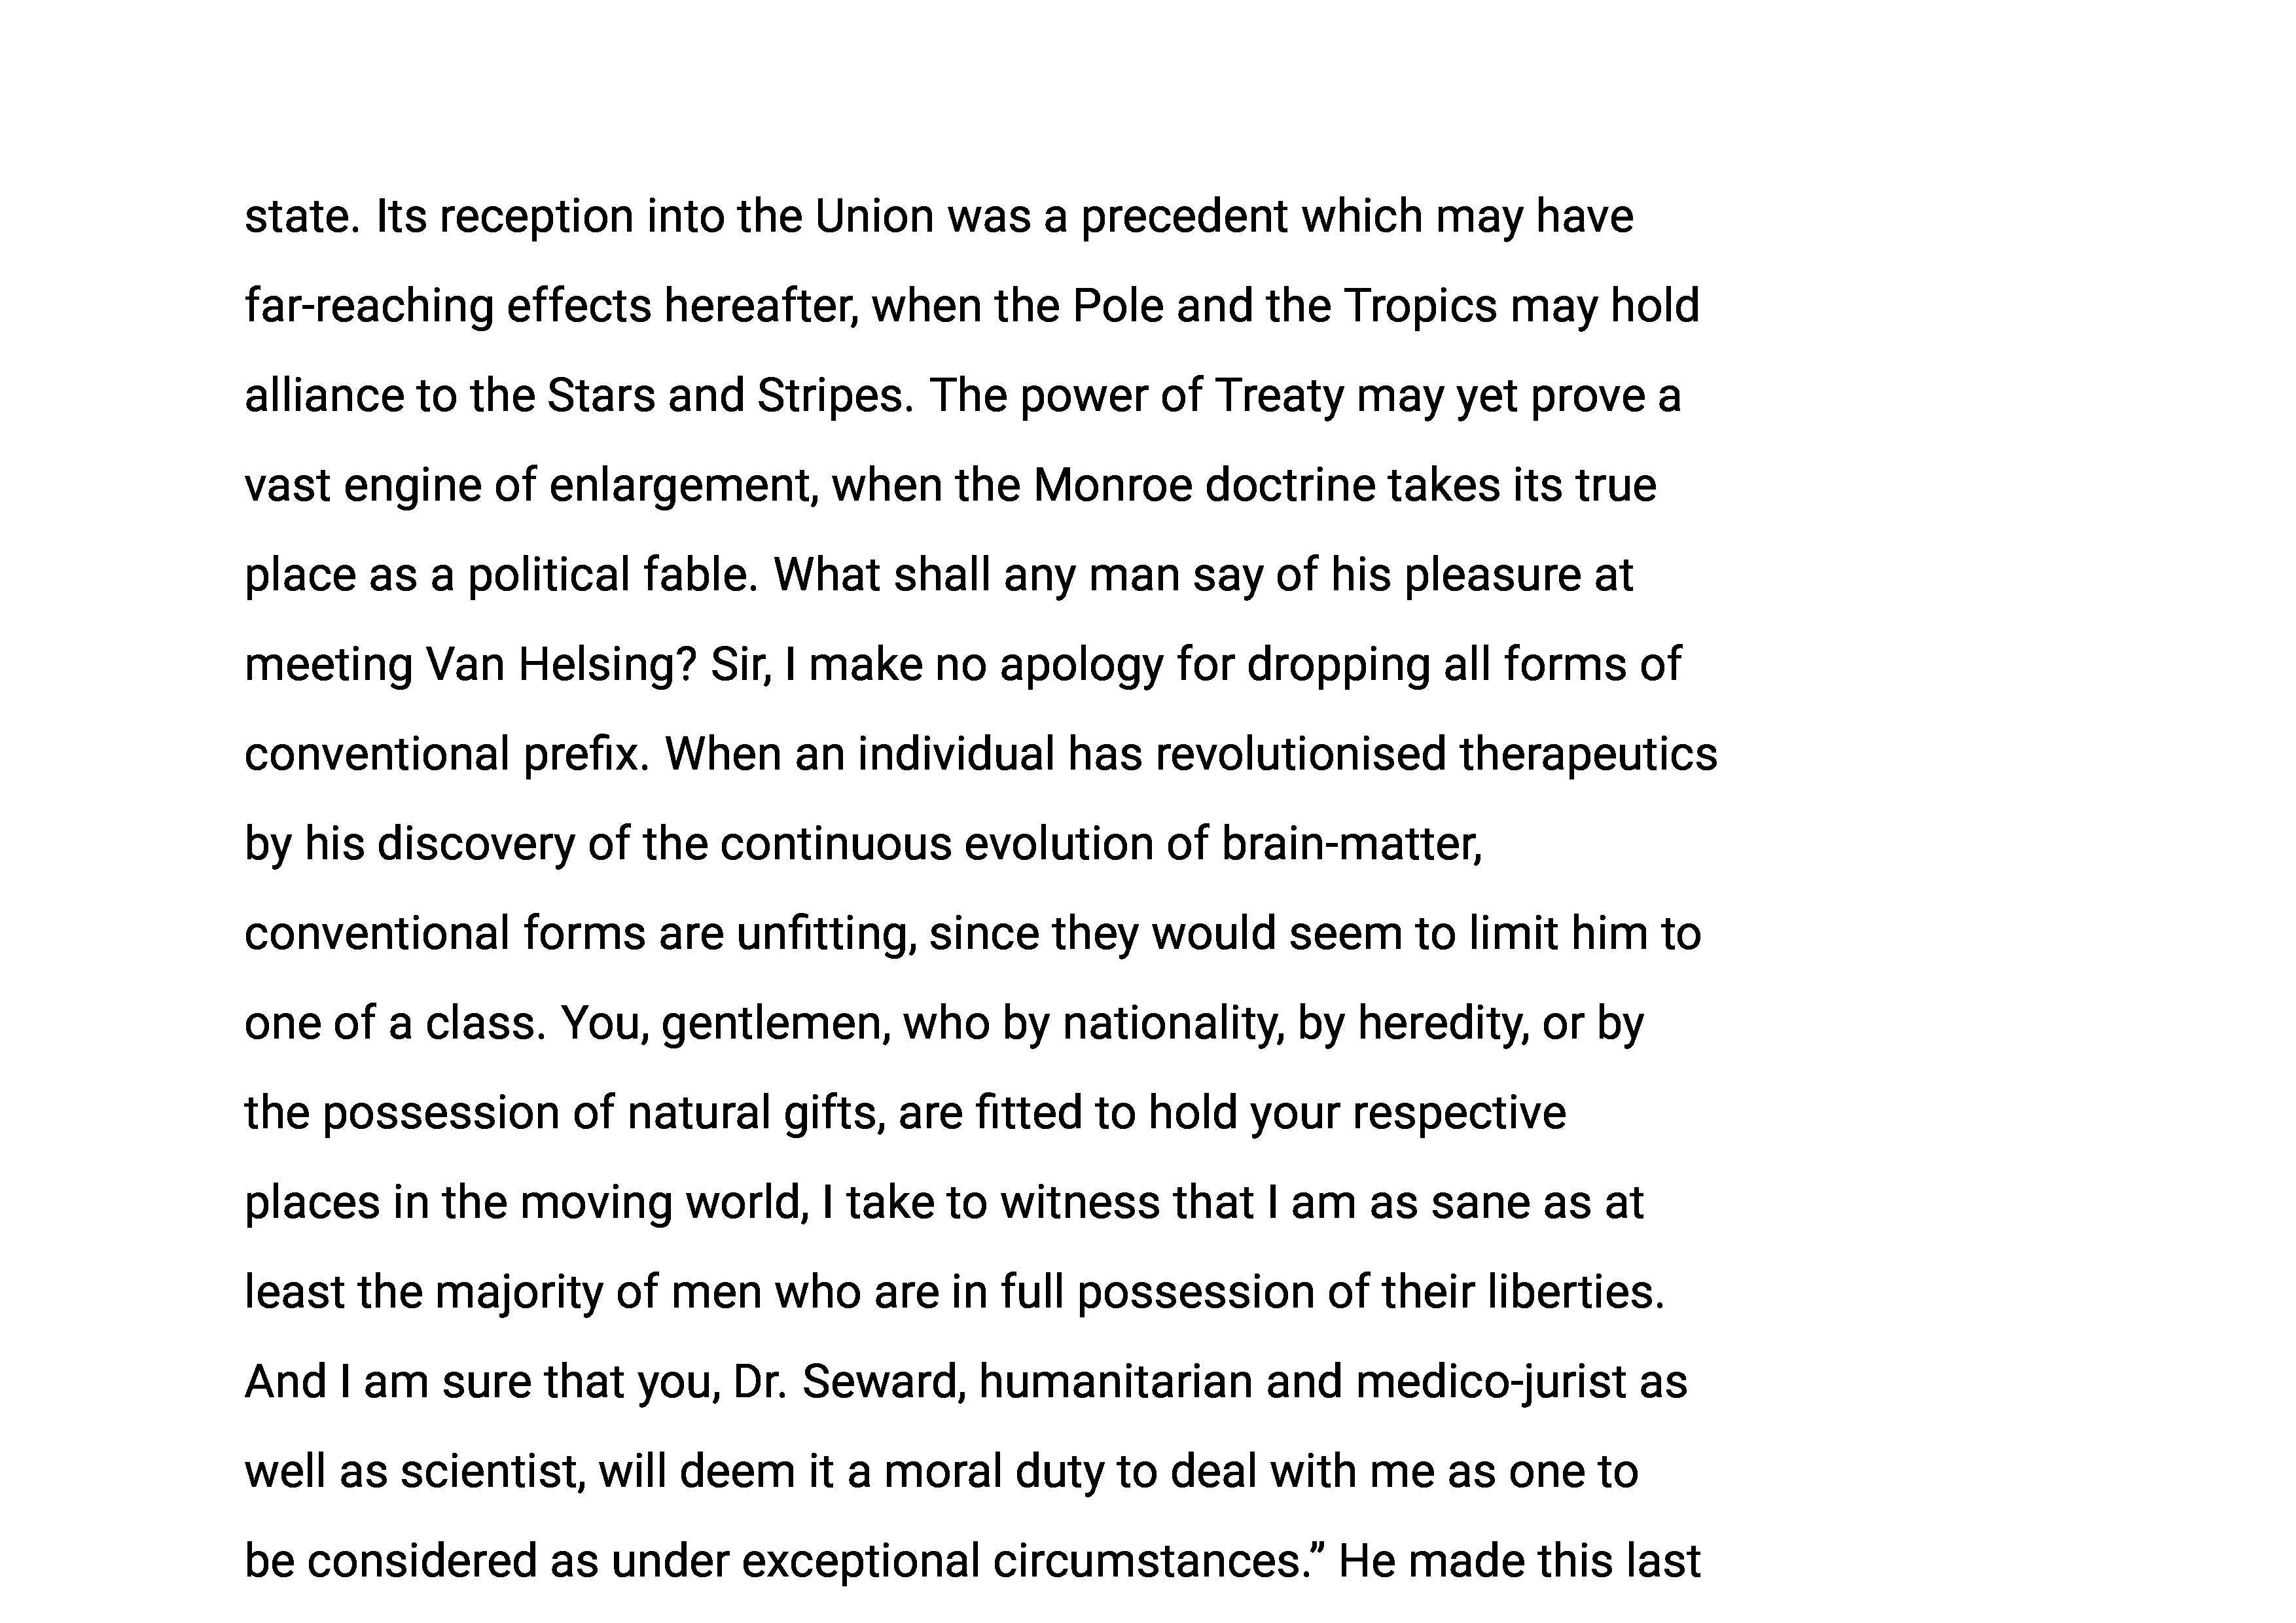 state. Its reception into the Union was a precedent which may have
far-reaching effects hereafter, when the Pole and the Tropics may hold
alliance to the Stars and Stripes. The power of Treaty may yet prove a
vast engine of enlargement, when the Monroe doctrine takes its true
place as a political fable. What shall any man say of his pleasure at
meeting Van Helsing? Sir, I make no apology for dropping all forms of
conventional prefix. When an individual has revolutionised therapeutics
by his discovery of the continuous evolution of brain-matter,
conventional forms are unfitting, since they would seem to limit him to
one of a class. You, gentlemen, who by nationality, by heredity, or by
the possession of natural gifts, are fitted to hold your respective
places in the moving world, I take to witness that I am as sane as at
least the majority of men who are in full possession of their liberties.
And I am sure that you, Dr. Seward, humanitarian and medico-jurist as
well as scientist, will deem it a moral duty to deal with me as one to
be considered as under exceptional circumstances.” He made this last